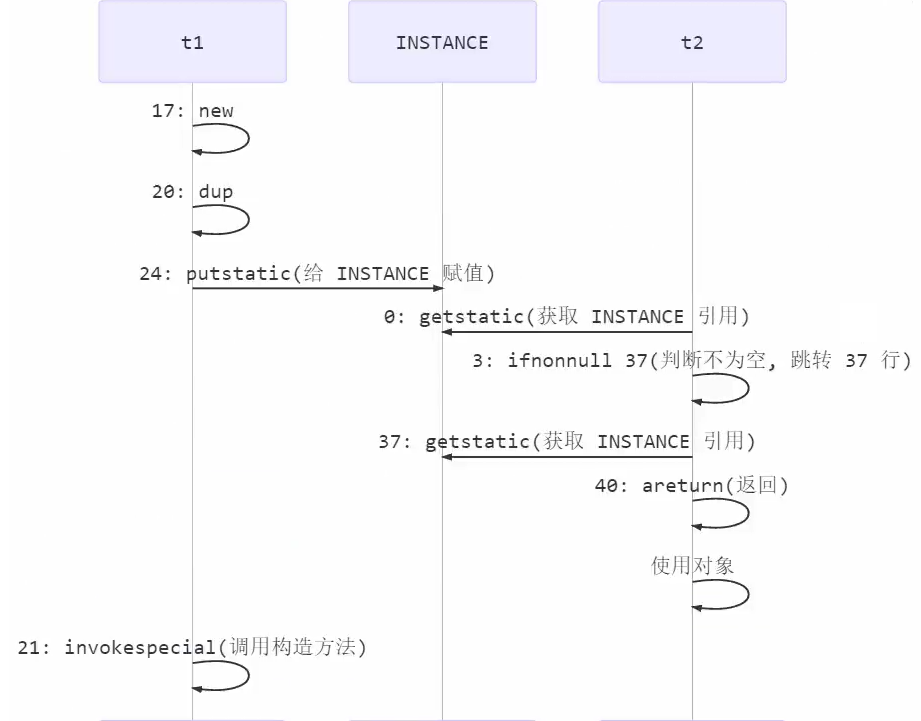 t1
INSTANCE
t2
17: new
20: dup
24: putstatic(给 INSTANCE 赋值)
0: getstatic(获取 INSTANCE 引用)
3: ifnonnull 37(判断不为空, 跳转 37 行)
37: getstatic(获取 INSTANCE 引用)
40: areturn(返回)
使用对象
21: invokespecial(调用构造方法)